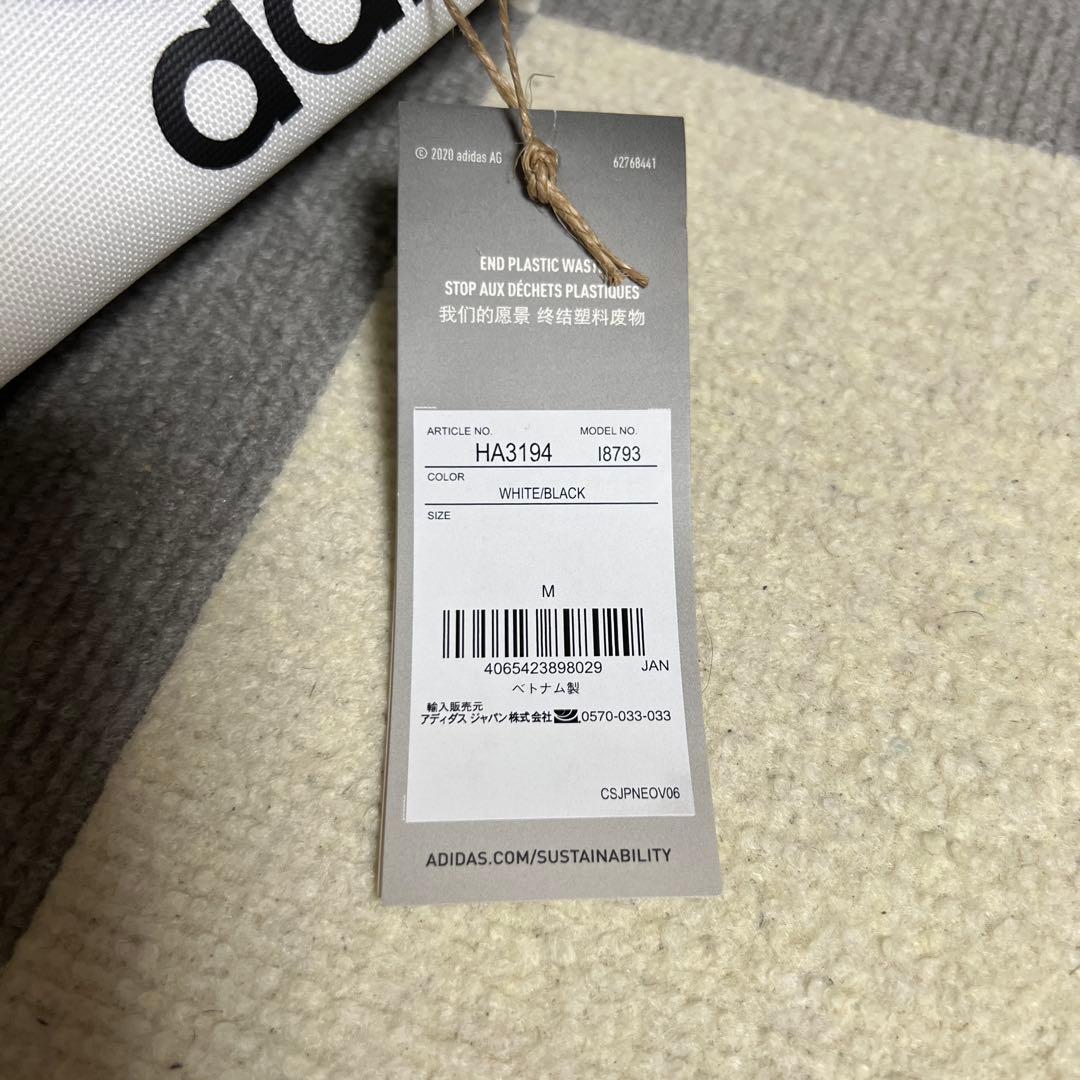 ad
© 2020 adidas AG 62768441
END PLASTIC WASTE
STOP AUX DÉCHETS PLASTIQUES
我们的愿景 终结塑料废物
ARTICLE NO. MODEL NO.
HA3194 I8793
COLOR
WHITE/BLACK
SIZE
M
4065423898029 JAN
ベトナム製
輸入販売元
アディダス ジャパン株式会社 0570-033-033
CSJPNEOV06
ADIDAS.COM/SUSTAINABILITY